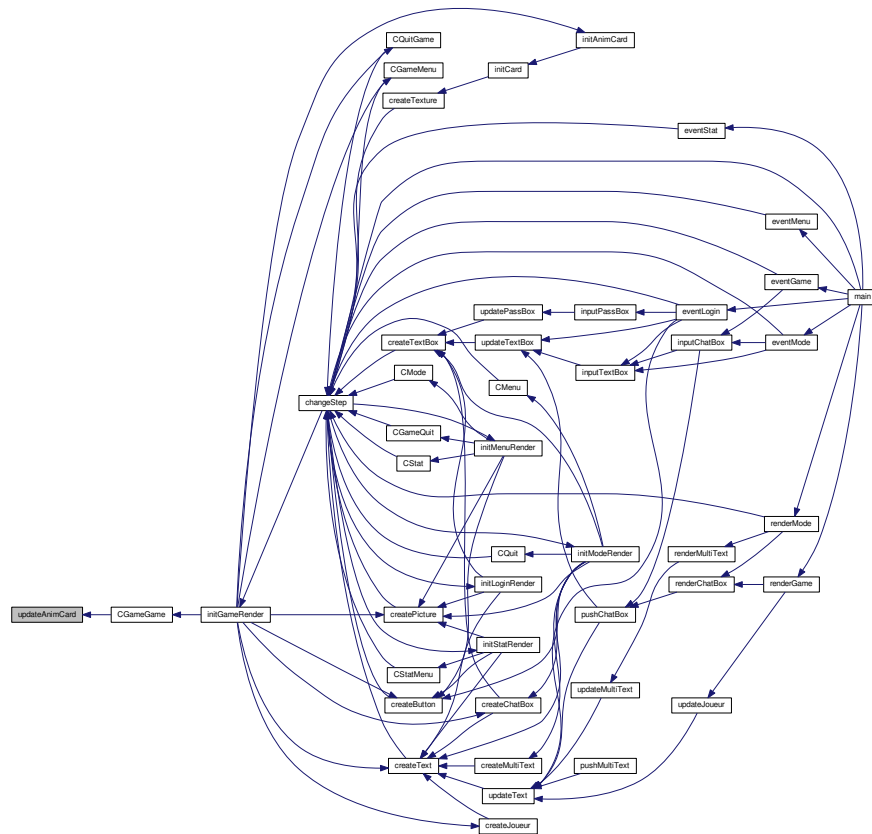 CQuitGame
initAnimCard
CGameMenu
initCard
createTexture
eventStat
eventMenu
eventGame
main
updatePassBox
inputPassBox
eventLogin
createTextBox
updateTextBox
inputChatBox
eventMode
CMode
inputTextBox
CMenu
changeStep
CGameQuit
initMenuRender
CStat
renderMode
CQuit
initModeRender
renderMultiText
initLoginRender
renderChatBox
renderGame
updateAnimCard
CGameGame
initGameRender
createPicture
pushChatBox
initStatRender
CStatMenu
updateMultiText
createButton
createChatBox
updateJoueur
createText
createMultiText
pushMultiText
updateText
createJoueur